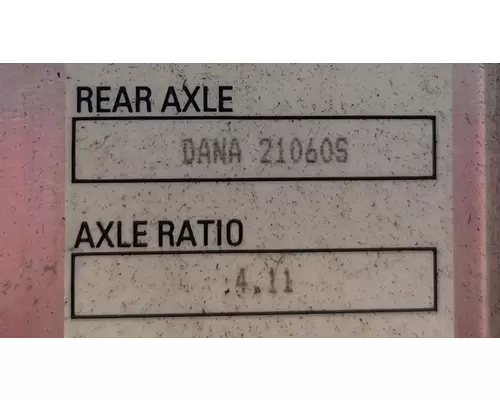 REAR AXLE
DANA 21060S
AXLE RATIO
4.11